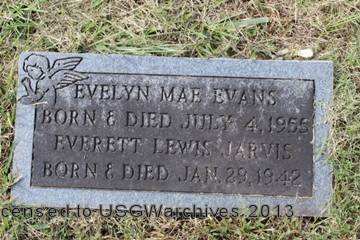 EVELYN MAE EVANS
BORN & DIED JULY 4, 1955
EVERETT LEWIS JARVIS
BORN & DIED JAN. 29, 1942
censed to USGWarchives 2013